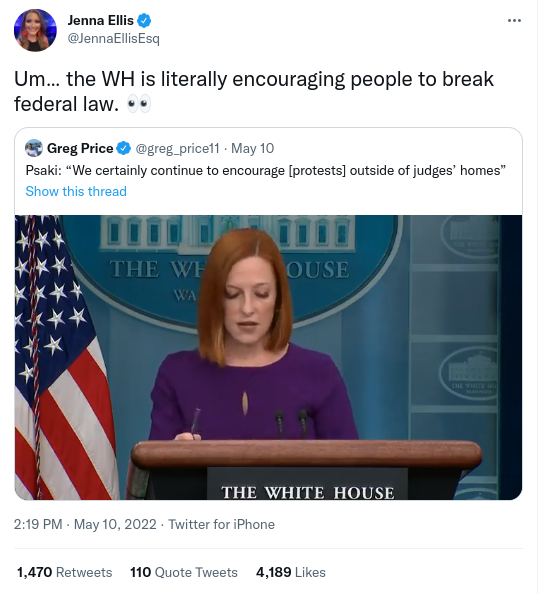 Jenna Ellis
@JennaEllisEsq
Um... the WH is literally encouraging people to break
federal law. 👀
Greg Price @greg_price11 · May 10
Psaki: “We certainly continue to encourage [protests] outside of judges’ homes”
Show this thread
THE WH OUSE
WA
THE WHITE HOUSE
2:19 PM · May 10, 2022 · Twitter for iPhone
1,470 Retweets 110 Quote Tweets 4,189 Likes